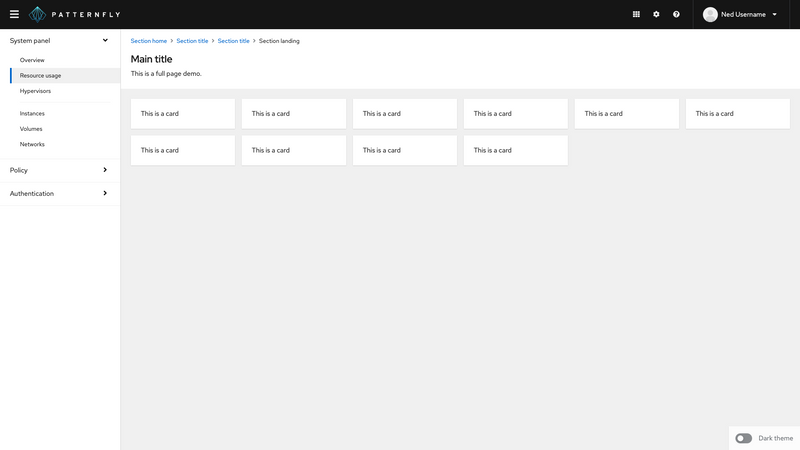 PATTERNFLY
Ned Username
System panel
Overview
Resource usage
Hypervisors
Instances
Volumes
Networks
Policy
Authentication
Section home > Section title > Section title > Section landing
Main title
This is a full page demo.
This is a card This is a card This is a card This is a card This is a card This is a card
This is a card This is a card This is a card This is a card
Dark theme